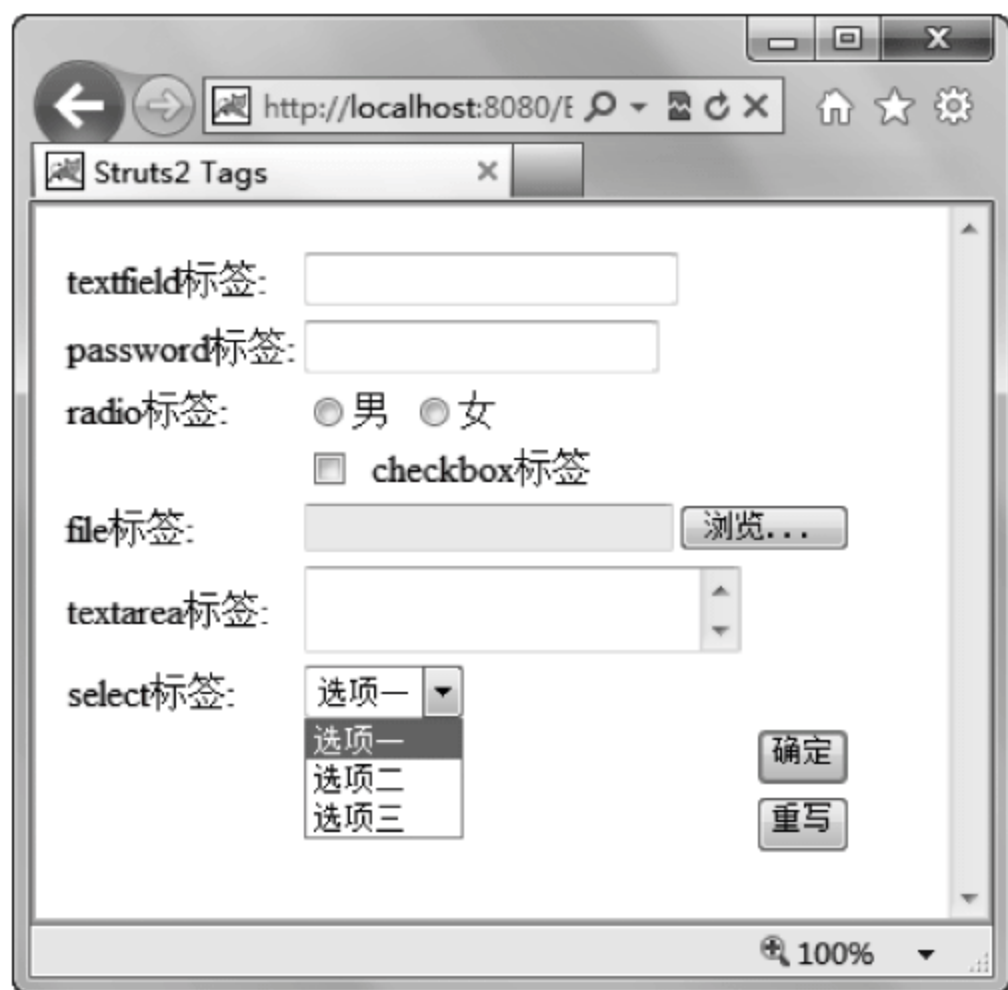 http://localhost:8080/E
Struts2 Tags
textfield标签:
password标签:
radio标签: 男 女
checkbox标签
file标签: 浏览...
textarea标签:
select标签: 选项一
选项一
选项二
选项三
确定
重写
100%